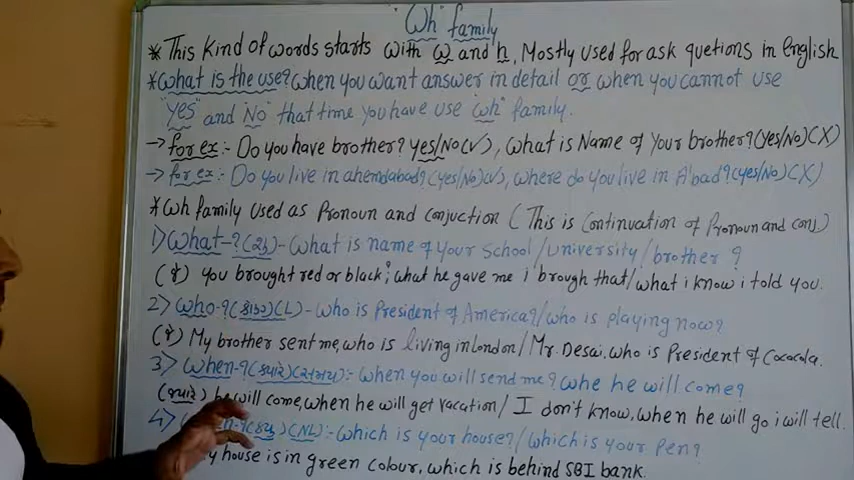 "Wh" family
* This kind of words starts with w and h, Mostly used for ask quetions in English
* What is the use? When you want answer in detail or when you cannot use
"yes" and "No" that time you have use "wh" family.
→ for ex:- Do you have brother? yes/No(√), What is Name of Your brother? (Yes/No)(X)
→ for ex:- Do you live in ahemdabad? (yes/No)(√), where do you live in A'bad? (yes/No)(X)
* Wh family used as Pronoun and conjuction (This is continuation of Pronoun and conj)
1> What-? - What is name of your School/University/brother?
you brought red or black; what he gave me i brough that/what i know i told you.
2> Who-? (L) - who is President of America?/who is playing now?
My brother sent me, who is living in london/Mr. Desai, who is President of Cocacola.
3> When-? (ક્યારે) (સમય):- When you will send me? whe he will come?
(જ્યારે) he will come, when he will get vacation/ I don't know, when he will go i will tell.
4> (NL):- Which is your house?/which is your Pen?
house is in green colour, which is behind SBI bank.